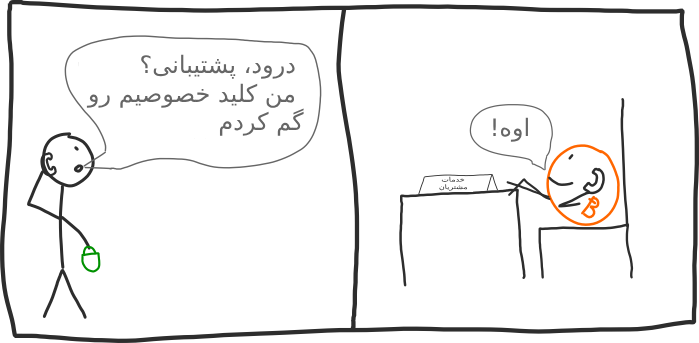 درود، پشتیبانی؟
من کلید خصوصیم رو
گم کردم
اوه!
خدمات
مشتریان
B